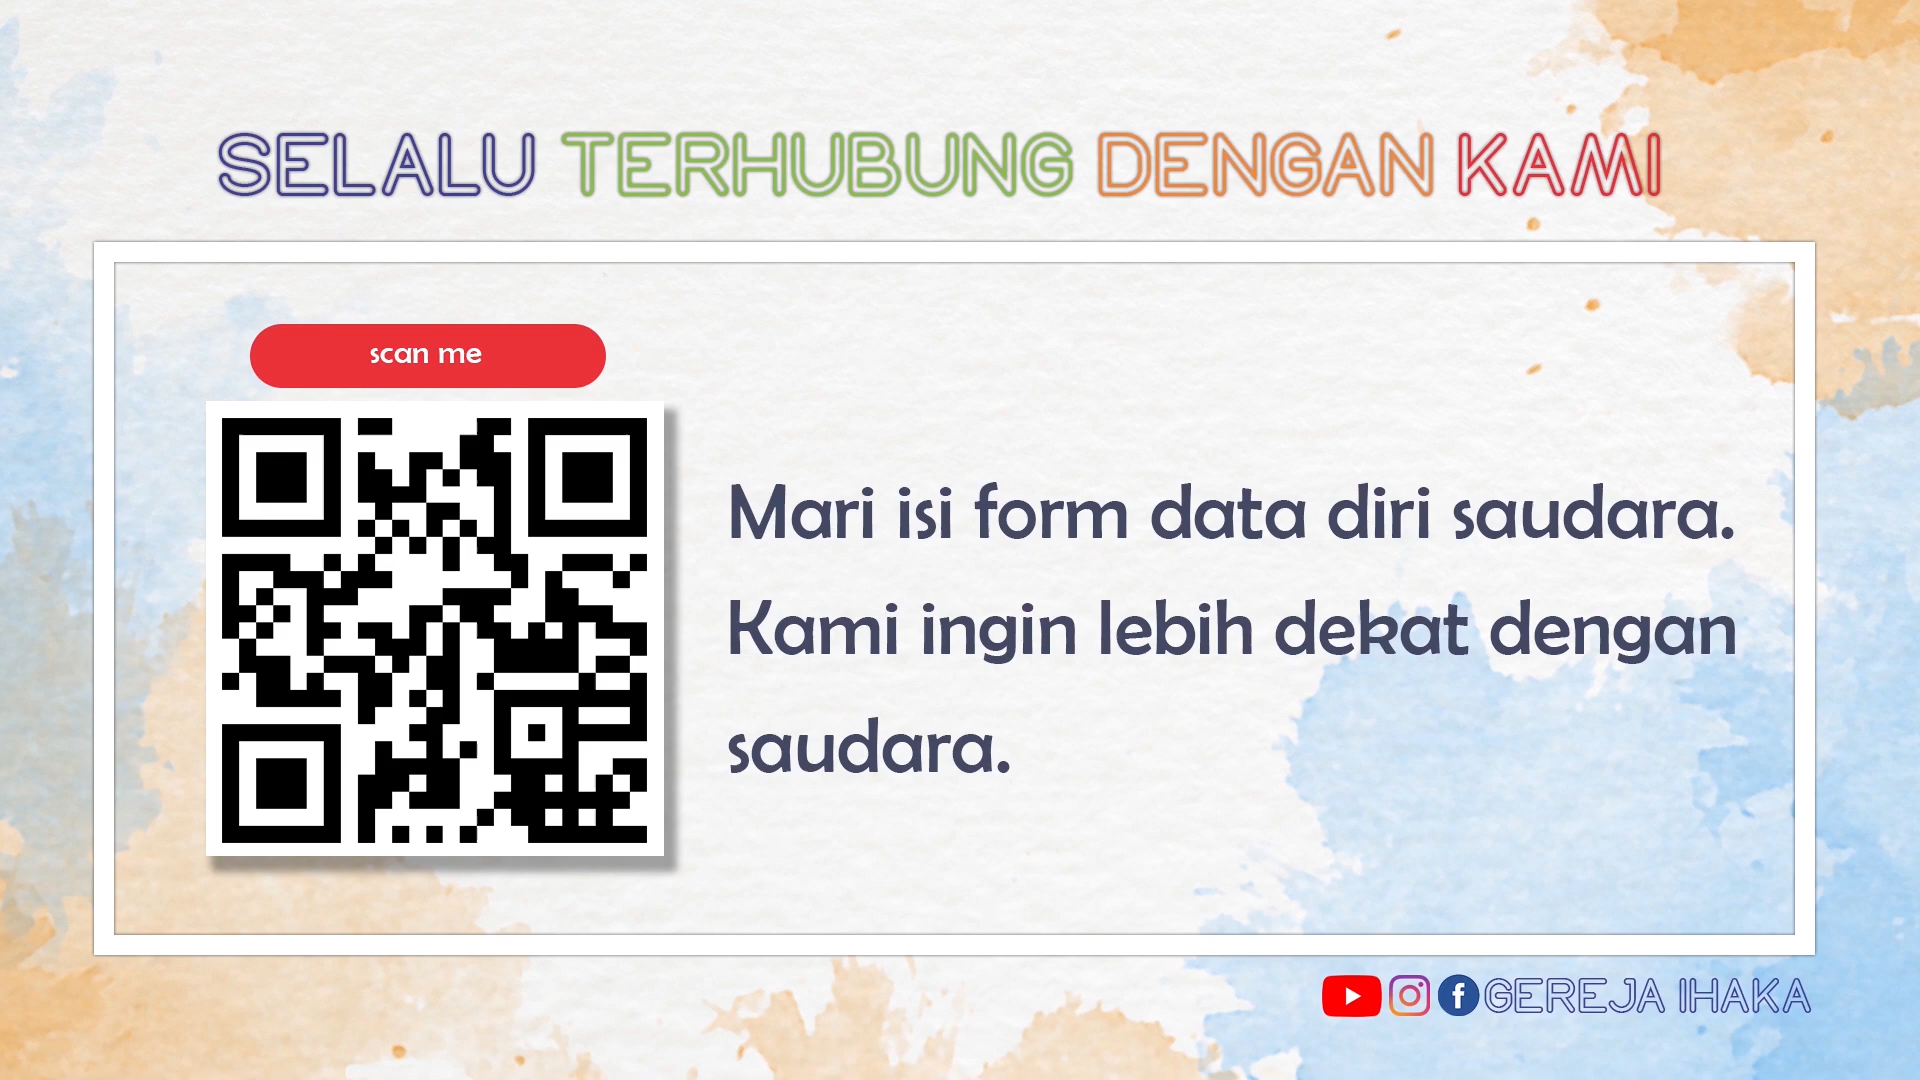 SELALU TERHUBUNG DENGAN KAMI
scan me
Mari isi form data diri saudara.
Kami ingin lebih dekat dengan
saudara.
GEREJA IHAKA